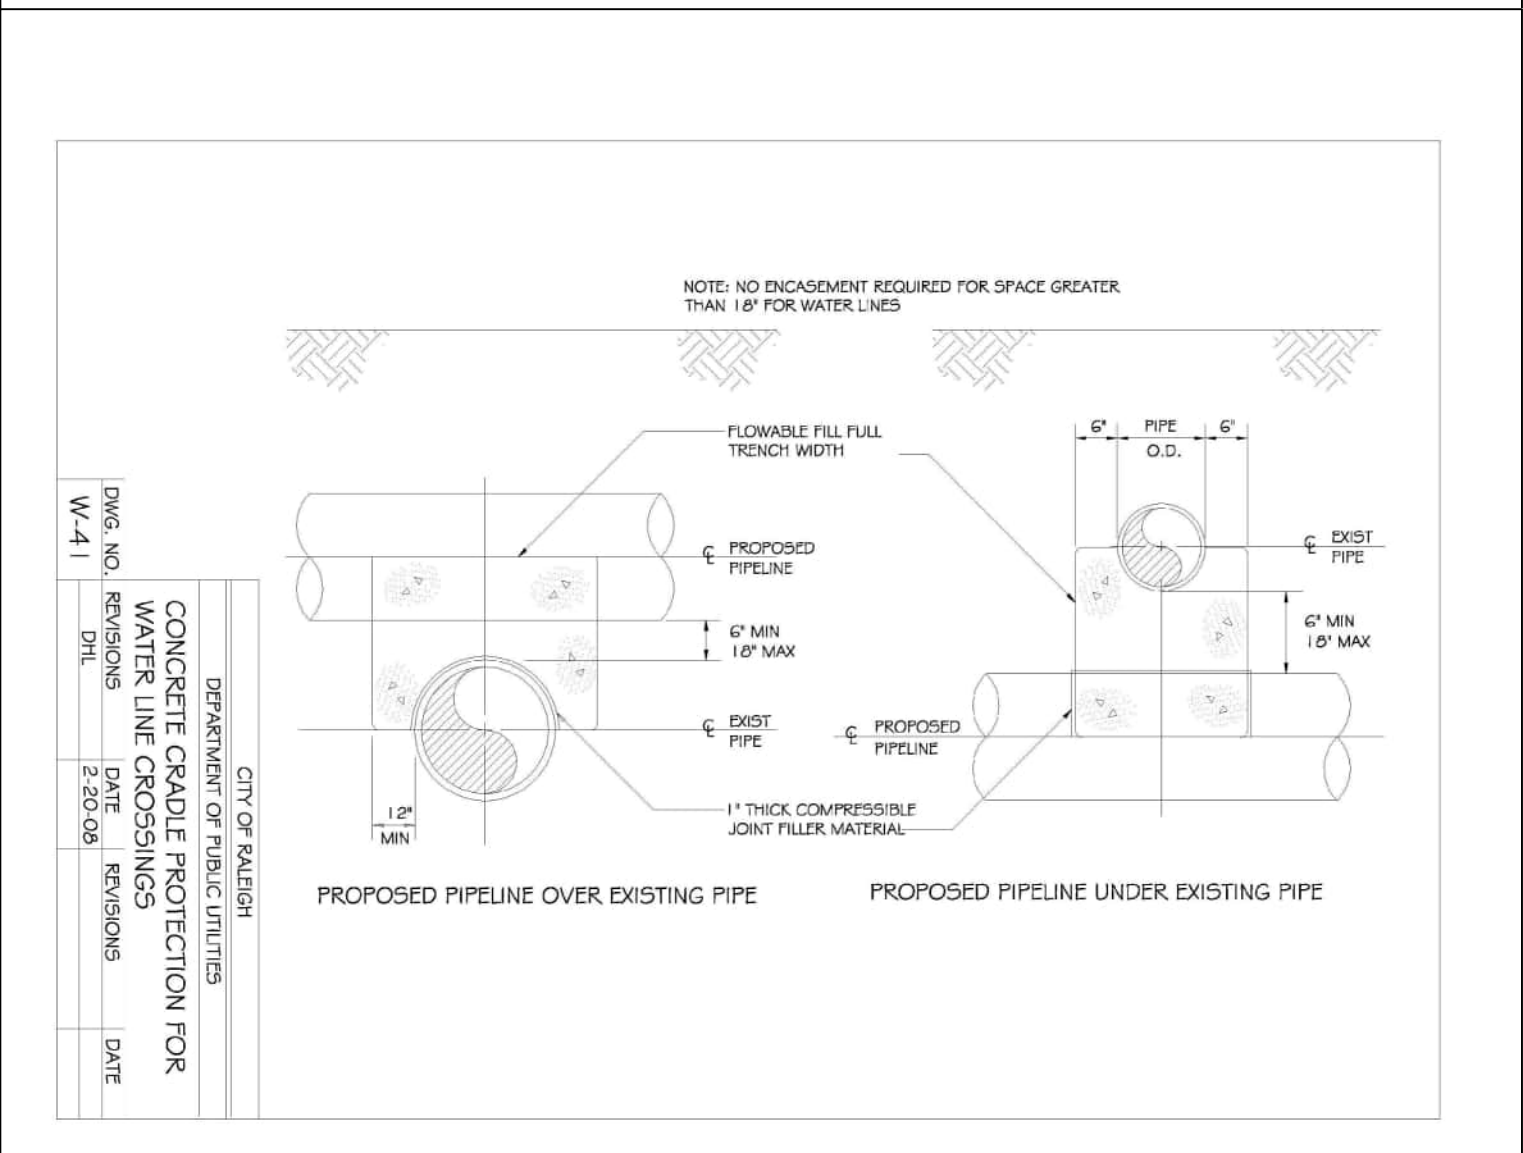 NOTE: NO ENCASEMENT REQUIRED FOR SPACE GREATER
THAN 18" FOR WATER LINES
FLOWABLE FILL FULL
TRENCH WIDTH
6"
PIPE
6"
O.D.
℄ PROPOSED
PIPELINE
℄ EXIST
PIPE
6" MIN
18" MAX
6" MIN
18" MAX
℄ EXIST
PIPE
℄ PROPOSED
PIPELINE
12"
MIN
1" THICK COMPRESSIBLE
JOINT FILLER MATERIAL
PROPOSED PIPELINE OVER EXISTING PIPE
PROPOSED PIPELINE UNDER EXISTING PIPE
CITY OF RALEIGH
DEPARTMENT OF PUBLIC UTILITIES
CONCRETE CRADLE PROTECTION FOR
WATER LINE CROSSINGS
DWG. NO.
REVISIONS
DATE
REVISIONS
DATE
W-41
DHL
2-20-08